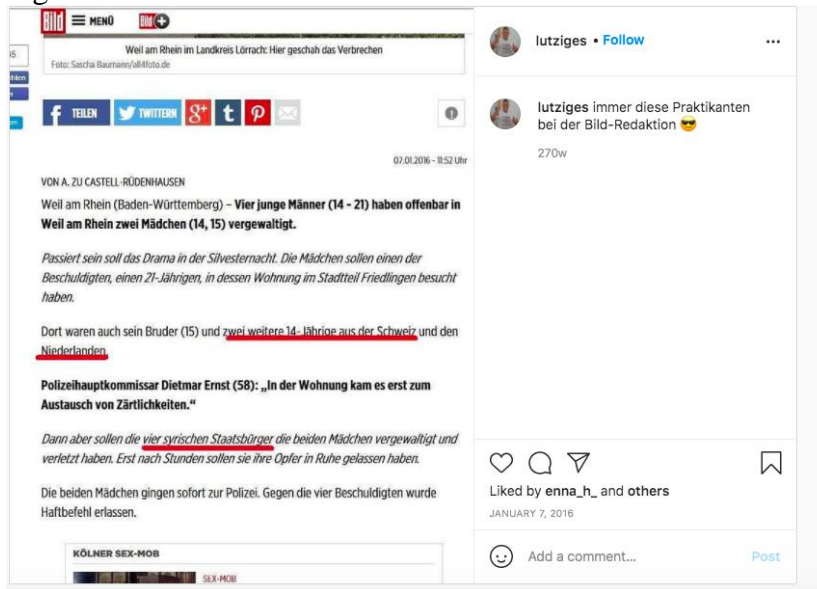 Bild MENÜ Bild
Weil am Rhein im Landkreis Lörrach: Hier geschah das Verbrechen
Foto: Sascha Baumann/all4foto.de
TEILEN TWITTERN g+ t
07.01.2016 - 11:52 Uhr
VON A. ZU CASTELL-RÜDENHAUSEN
Weil am Rhein (Baden-Württemberg) – Vier junge Männer (14 - 21) haben offenbar in
Weil am Rhein zwei Mädchen (14, 15) vergewaltigt.
Passiert sein soll das Drama in der Silvesternacht. Die Mädchen sollen einen der
Beschuldigten, einen 21-Jährigen, in dessen Wohnung im Stadtteil Friedlingen besucht
haben.
Dort waren auch sein Bruder (15) und zwei weitere 14-Jährige aus der Schweiz und den
Niederlanden.
Polizeihauptkommissar Dietmar Ernst (58): „In der Wohnung kam es erst zum
Austausch von Zärtlichkeiten.“
Dann aber sollen die vier syrischen Staatsbürger die beiden Mädchen vergewaltigt und
verletzt haben. Erst nach Stunden sollen sie ihre Opfer in Ruhe gelassen haben.
Die beiden Mädchen gingen sofort zur Polizei. Gegen die vier Beschuldigten wurde
Haftbefehl erlassen.
KÖLNER SEX-MOB
SEX-MOB
lutziges • Follow
lutziges immer diese Praktikanten
bei der Bild-Redaktion 😎
270w
Liked by enna_h_ and others
JANUARY 7, 2016
Add a comment... Post